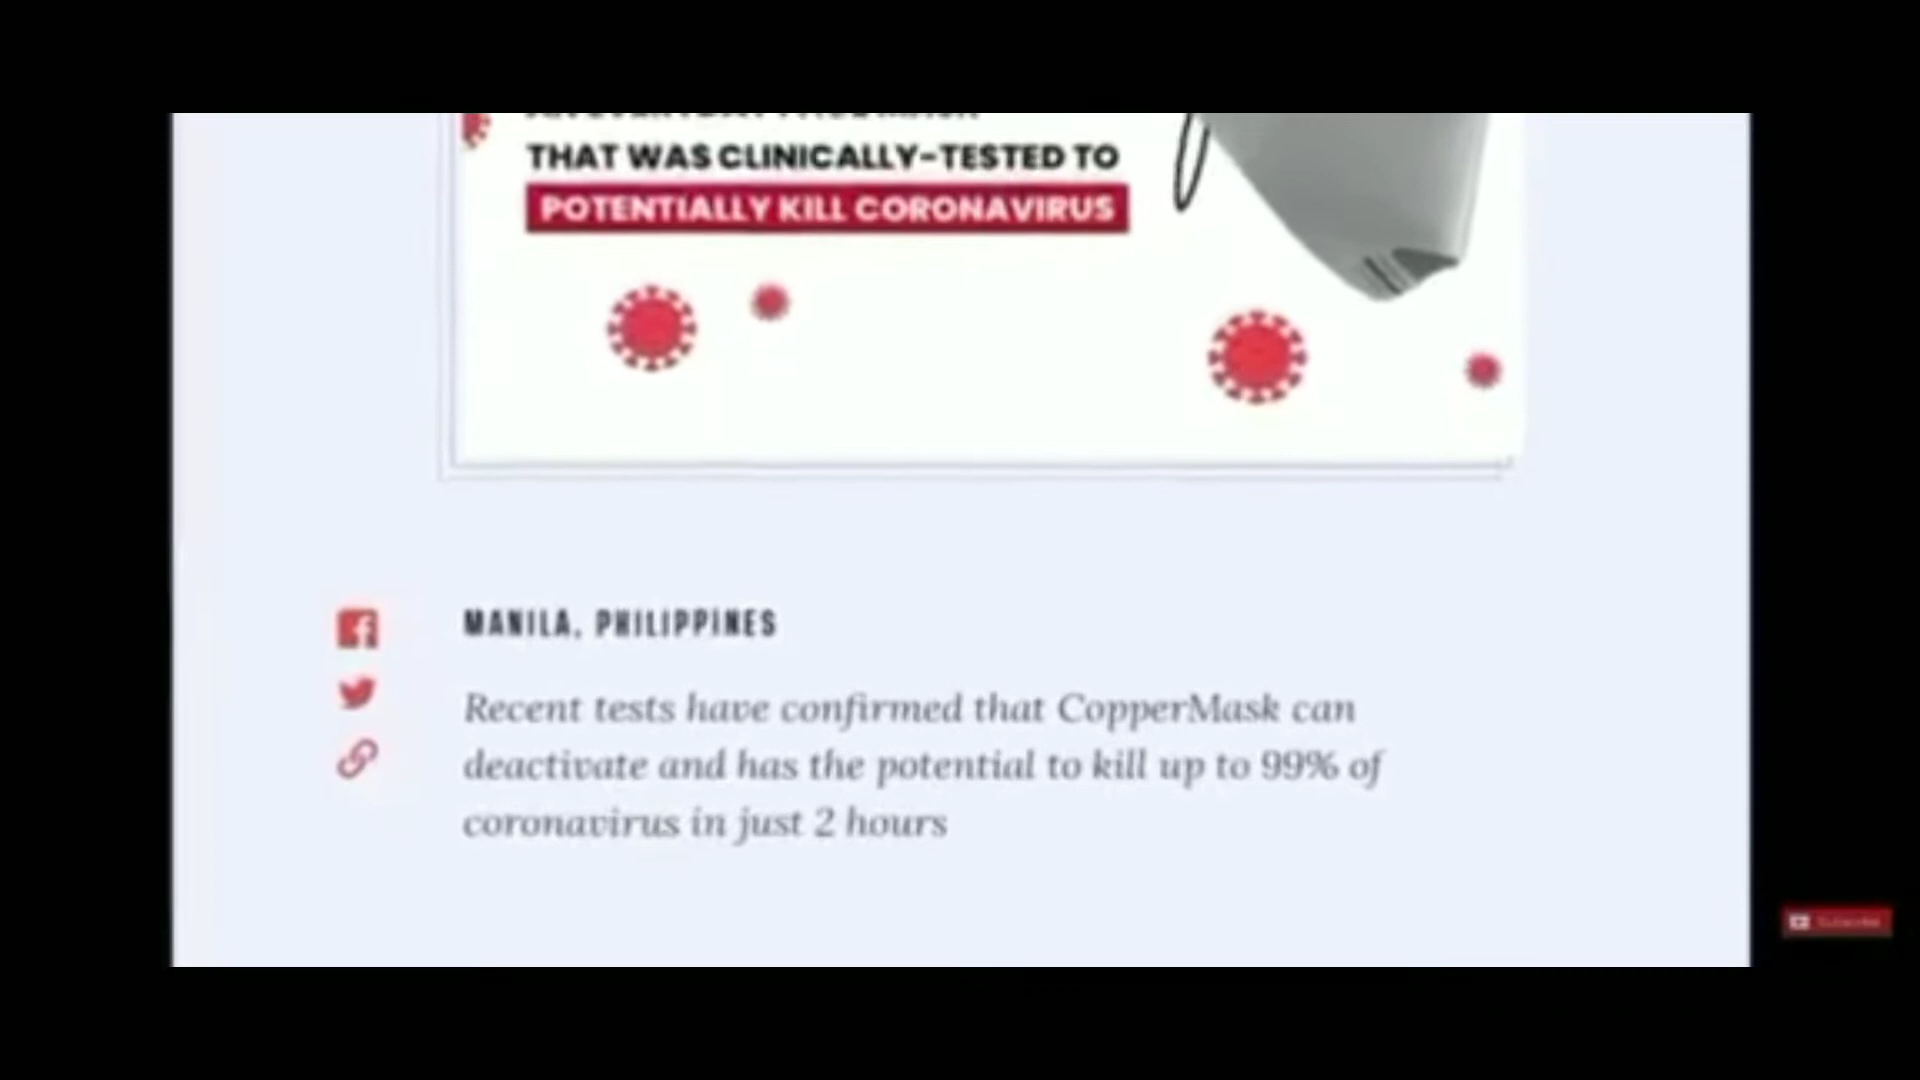 THAT WAS CLINICALLY-TESTED TO
POTENTIALLY KILL CORONAVIRUS
MANILA, PHILIPPINES
Recent tests have confirmed that CopperMask can
deactivate and has the potential to kill up to 99% of
coronavirus in just 2 hours